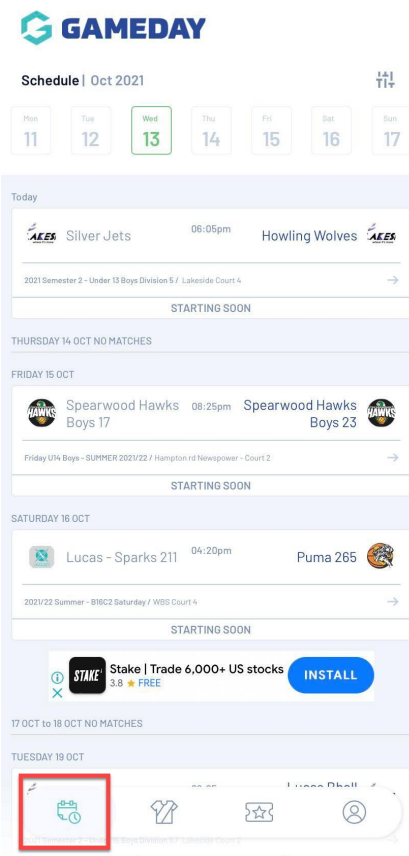 GAMEDAY
Schedule | Oct 2021
Mon Tue Wed Thu Fri Sat Sun
11 12 13 14 15 16 17
Today
ACES Silver Jets 06:05pm Howling Wolves ACES
2021 Semester 2 - Under 13 Boys Division 5 / Lakeside Court 4
STARTING SOON
THURSDAY 14 OCT NO MATCHES
FRIDAY 15 OCT
HAWKS Spearwood Hawks 08:25pm Spearwood Hawks HAWKS
Boys 17 Boys 23
Friday U14 Boys - SUMMER 2021/22 / Hampton rd Newspower - Court 2
STARTING SOON
SATURDAY 16 OCT
Lucas - Sparks 211 04:20pm Puma 265
2021/22 Summer - B16C2 Saturday / WBS Court 4
STARTING SOON
STAKE Stake | Trade 6,000+ US stocks INSTALL
3.8 ★ FREE
17 OCT to 18 OCT NO MATCHES
TUESDAY 19 OCT